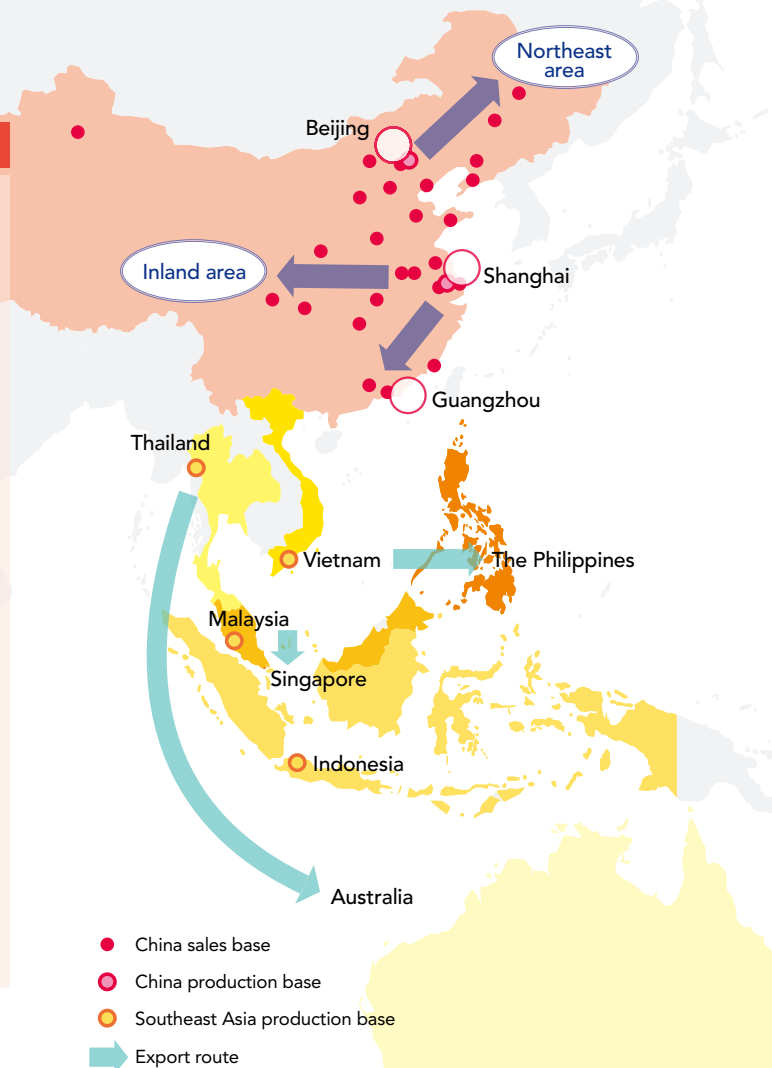 Northeast
area
Beijing
Inland area
Shanghai
Guangzhou
Thailand
Vietnam
The Philippines
Malaysia
Singapore
Indonesia
Australia
China sales base
China production base
Southeast Asia production base
Export route